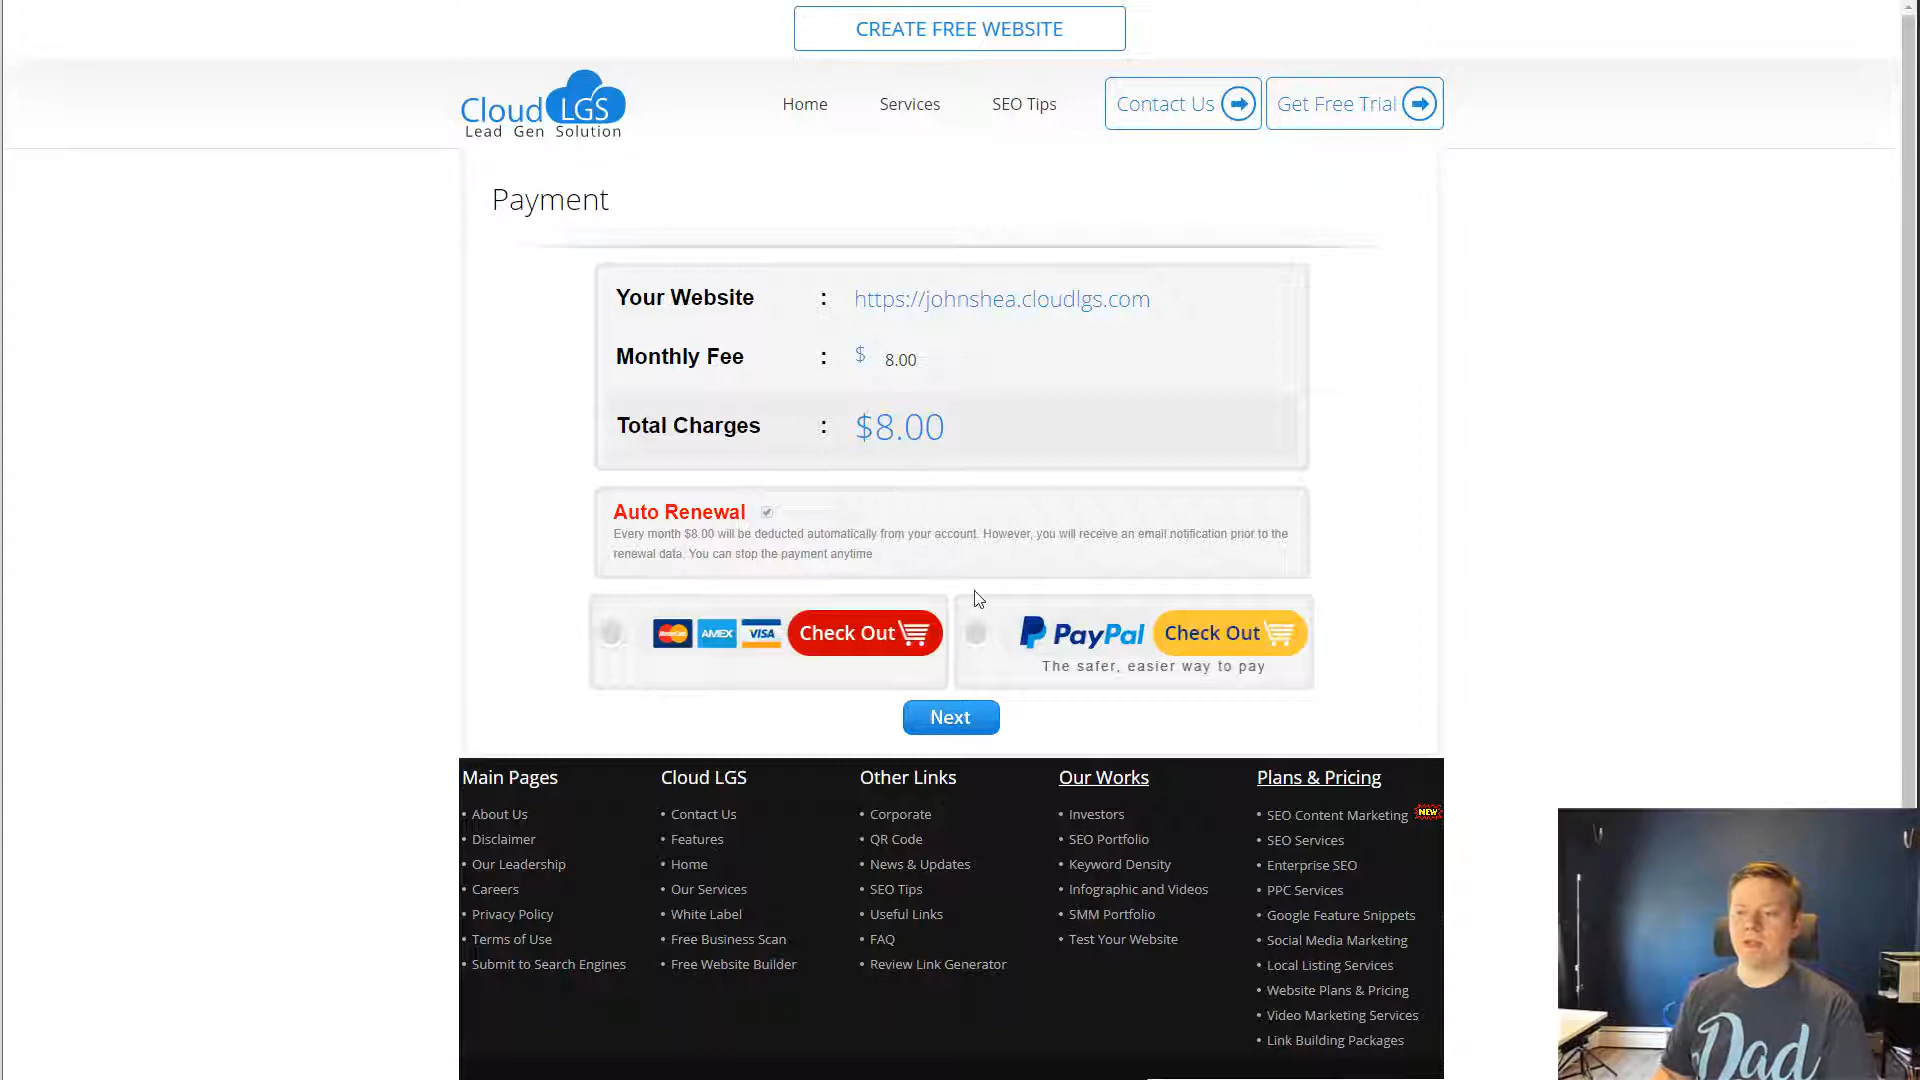 CREATE FREE WEBSITE
Cloud LGS
Lead Gen Solution
Home
Services
SEO Tips
Contact Us
Get Free Trial
Payment
Your Website : https://johnshea.cloudlgs.com
Monthly Fee : $ 8.00
Total Charges : $8.00
Auto Renewal
Every month $8.00 will be deducted automatically from your account. However, you will receive an email notification prior to the
renewal data. You can stop the payment anytime
MasterCard AMEX VISA Check Out
PayPal Check Out
The safer, easier way to pay
Next
Main Pages
• About Us
• Disclaimer
• Our Leadership
• Careers
• Privacy Policy
• Terms of Use
• Submit to Search Engines
Cloud LGS
• Contact Us
• Features
• Home
• Our Services
• White Label
• Free Business Scan
• Free Website Builder
Other Links
• Corporate
• QR Code
• News & Updates
• SEO Tips
• Useful Links
• FAQ
• Review Link Generator
Our Works
• Investors
• SEO Portfolio
• Keyword Density
• Infographic and Videos
• SMM Portfolio
• Test Your Website
Plans & Pricing
• SEO Content Marketing NEW
• SEO Services
• Enterprise SEO
• PPC Services
• Google Feature Snippets
• Social Media Marketing
• Local Listing Services
• Website Plans & Pricing
• Video Marketing Services
• Link Building Packages
Dad